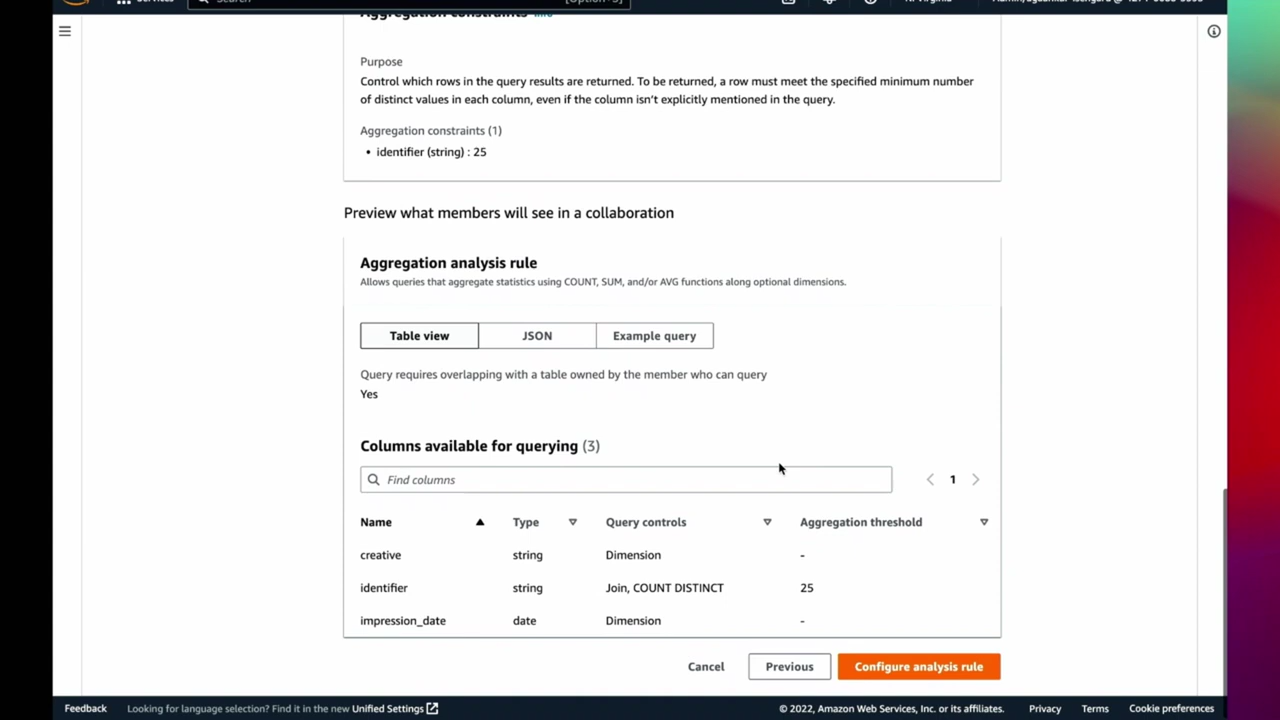 Services
Search
[Option+S]
N. Virginia
Aggregation constraints Info
Purpose
Control which rows in the query results are returned. To be returned, a row must meet the specified minimum number
of distinct values in each column, even if the column isn't explicitly mentioned in the query.
Aggregation constraints (1)
• identifier (string) : 25
Preview what members will see in a collaboration
Aggregation analysis rule
Allows queries that aggregate statistics using COUNT, SUM, and/or AVG functions along optional dimensions.
Table view JSON Example query
Query requires overlapping with a table owned by the member who can query
Yes
Columns available for querying (3)
Find columns
1
Name Type Query controls Aggregation threshold
creative string Dimension -
identifier string Join, COUNT DISTINCT 25
impression_date date Dimension -
Cancel Previous Configure analysis rule
Feedback Looking for language selection? Find it in the new Unified Settings © 2022, Amazon Web Services, Inc. or its affiliates. Privacy Terms Cookie preferences